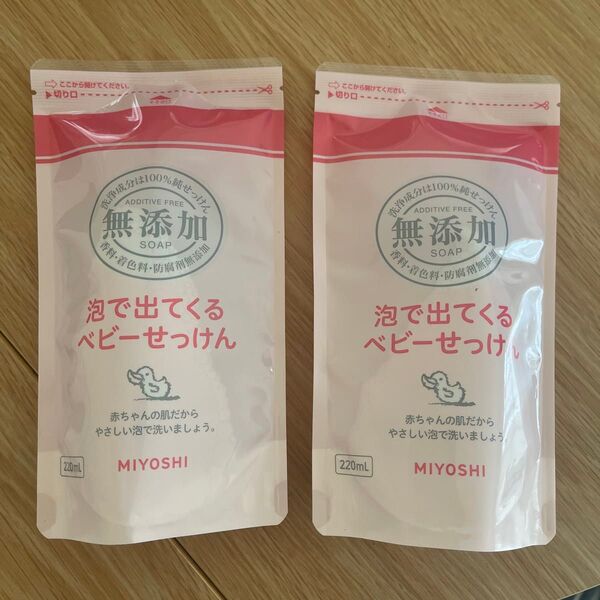 ここから開けてください。
切り口
洗浄成分は100%純せっけん
ADDITIVE FREE
無添加
SOAP
香料・着色料・防腐剤無添加
泡で出てくる
ベビーせっけん
赤ちゃんの肌だから
やさしい泡で洗いましょう。
220mL
MIYOSHI
ここから開けてください。
切り口
洗浄成分は100%純せっけん
ADDITIVE FREE
無添加
SOAP
香料・着色料・防腐剤無添加
泡で出てくる
ベビーせっけん
赤ちゃんの肌だから
やさしい泡で洗いましょう
220mL
MIYOSHI